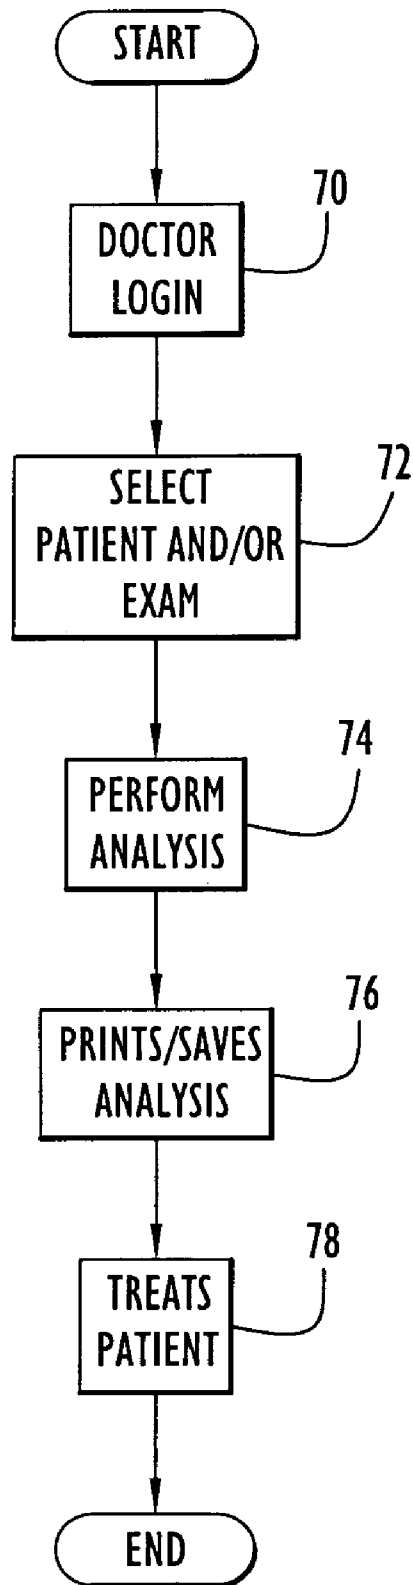 START
70
DOCTOR
LOGIN
72
SELECT
PATIENT AND/OR
EXAM
74
PERFORM
ANALYSIS
76
PRINTS/SAVES
ANALYSIS
78
TREATS
PATIENT
END